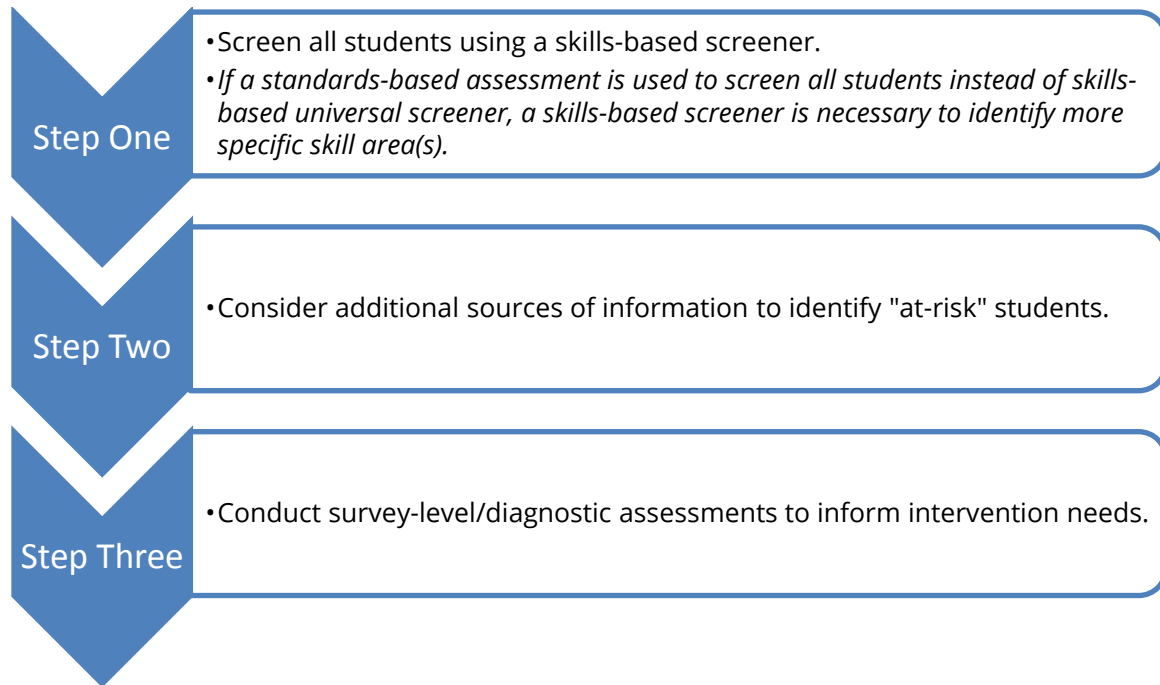 Step One
•Screen all students using a skills-based screener.
•If a standards-based assessment is used to screen all students instead of skills-
based universal screener, a skills-based screener is necessary to identify more
specific skill area(s).
Step Two
•Consider additional sources of information to identify "at-risk" students.
Step Three
•Conduct survey-level/diagnostic assessments to inform intervention needs.